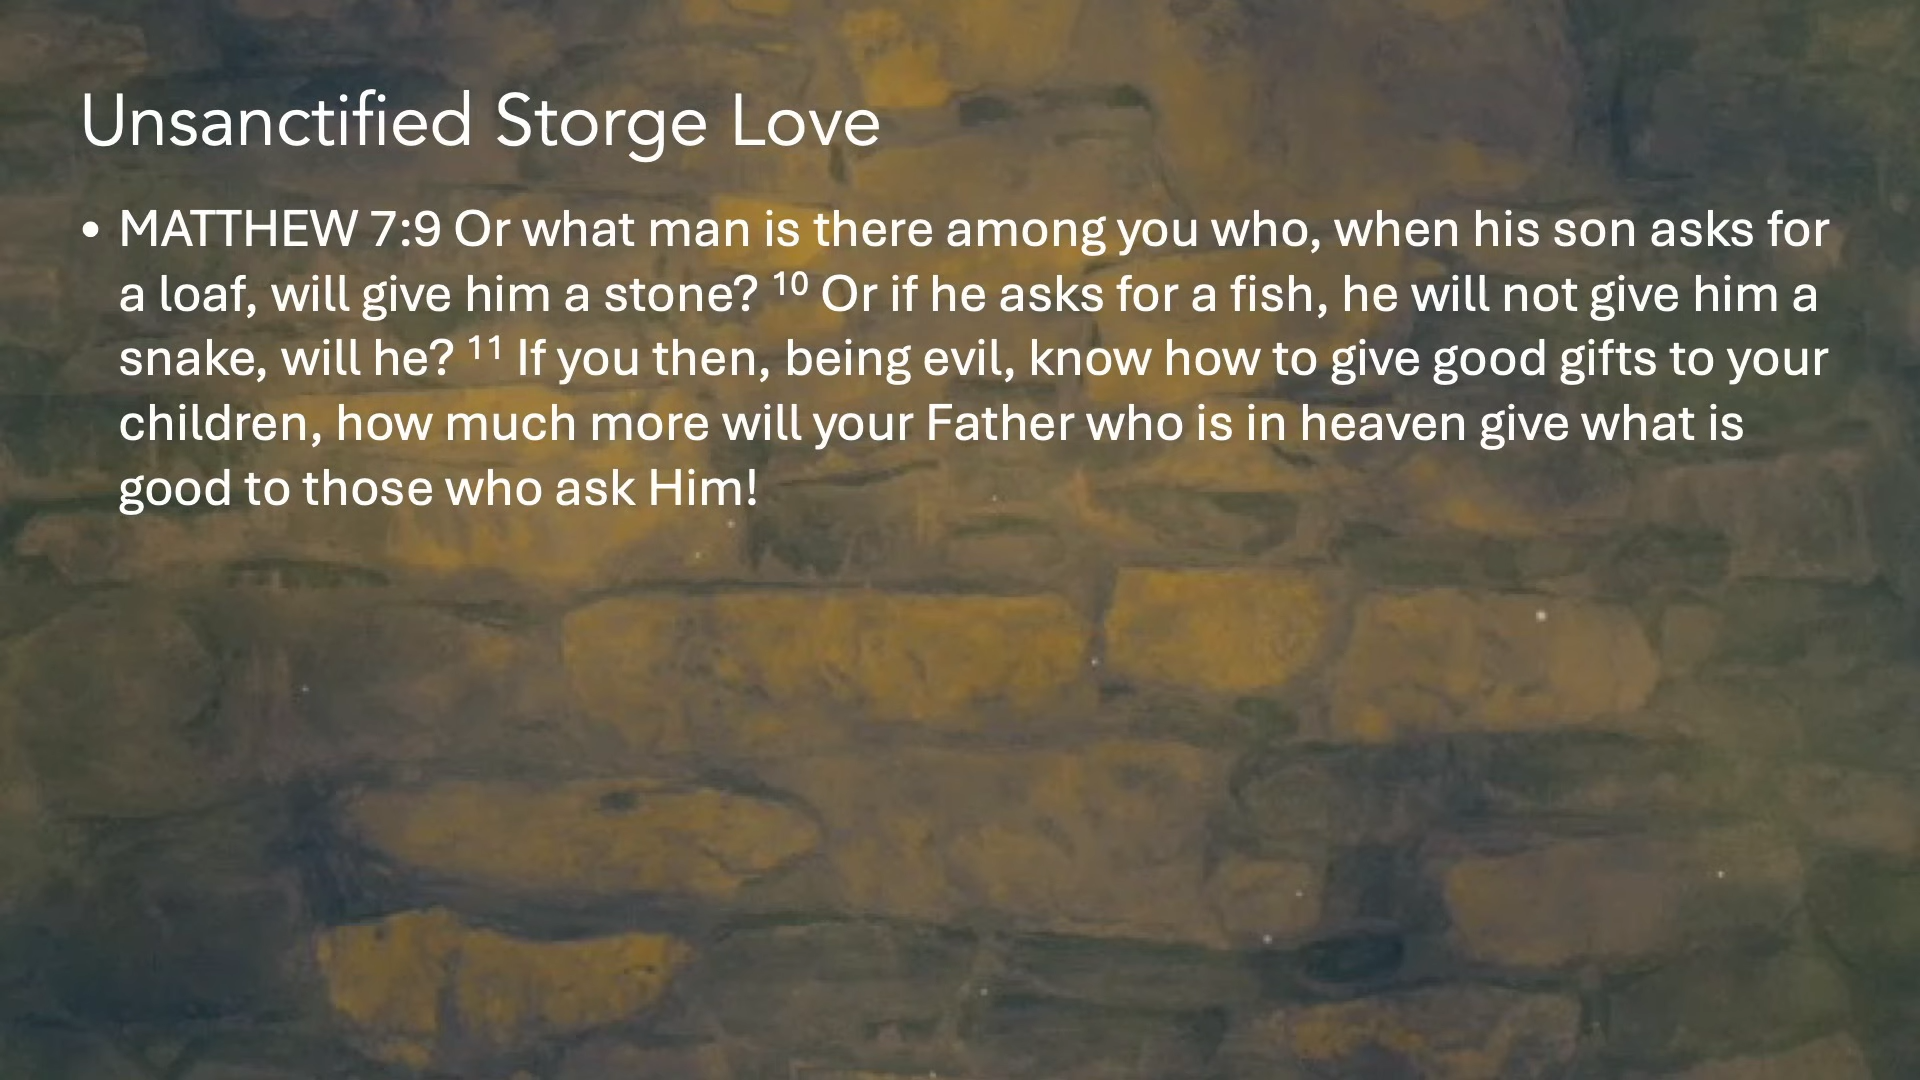 Unsanctified Storge Love
• MATTHEW 7:9 Or what man is there among you who, when his son asks for
a loaf, will give him a stone? ¹⁰ Or if he asks for a fish, he will not give him a
snake, will he? ¹¹ If you then, being evil, know how to give good gifts to your
children, how much more will your Father who is in heaven give what is
good to those who ask Him!